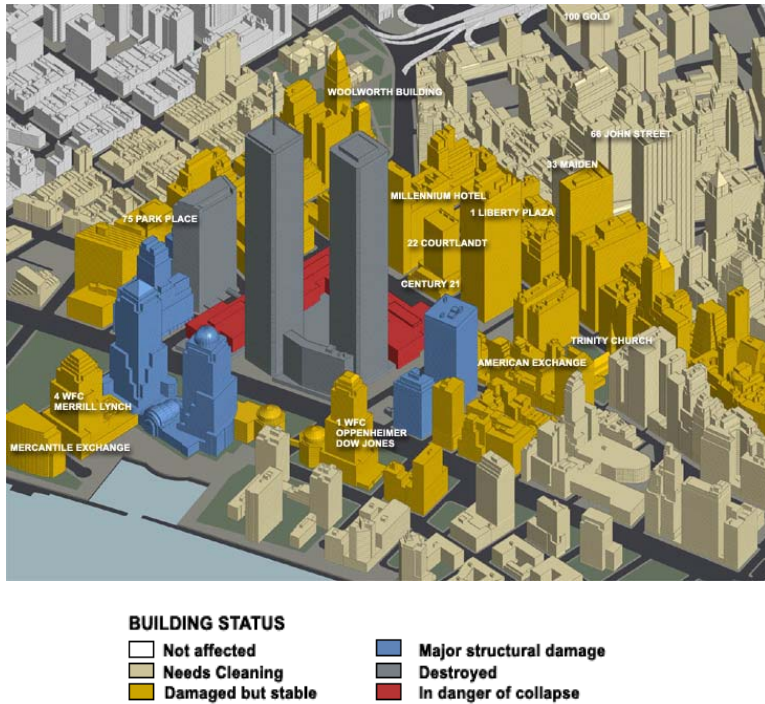 100 GOLD
WOOLWORTH BUILDING
68 JOHN STREET
33 MAIDEN
MILLENNIUM HOTEL
1 LIBERTY PLAZA
75 PARK PLACE
22 COURTLANDT
CENTURY 21
TRINITY CHURCH
AMERICAN EXCHANGE
4 WFC
MERRILL LYNCH
1 WFC
OPPENHEIMER
DOW JONES
MERCANTILE EXCHANGE
BUILDING STATUS
Not affected
Needs Cleaning
Damaged but stable
Major structural damage
Destroyed
In danger of collapse